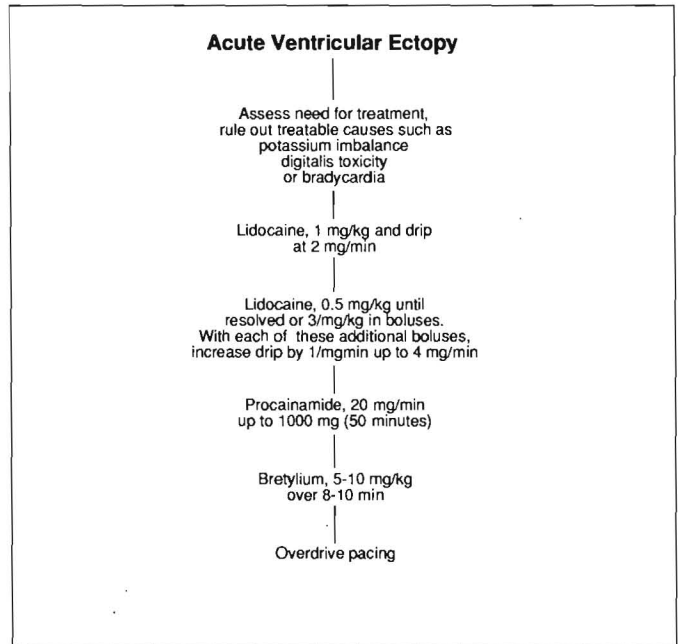 Acute Ventricular Ectopy
Assess need for treatment,
rule out treatable causes such as
potassium imbalance
digitalis toxicity
or bradycardia
Lidocaine, 1 mg/kg and drip
at 2 mg/min
Lidocaine, 0.5 mg/kg until
resolved or 3/mg/kg in boluses.
With each of these additional boluses,
increase drip by 1/mgmin up to 4 mg/min
Procainamide, 20 mg/min
up to 1000 mg (50 minutes)
Bretylium, 5-10 mg/kg
over 8-10 min
Overdrive pacing